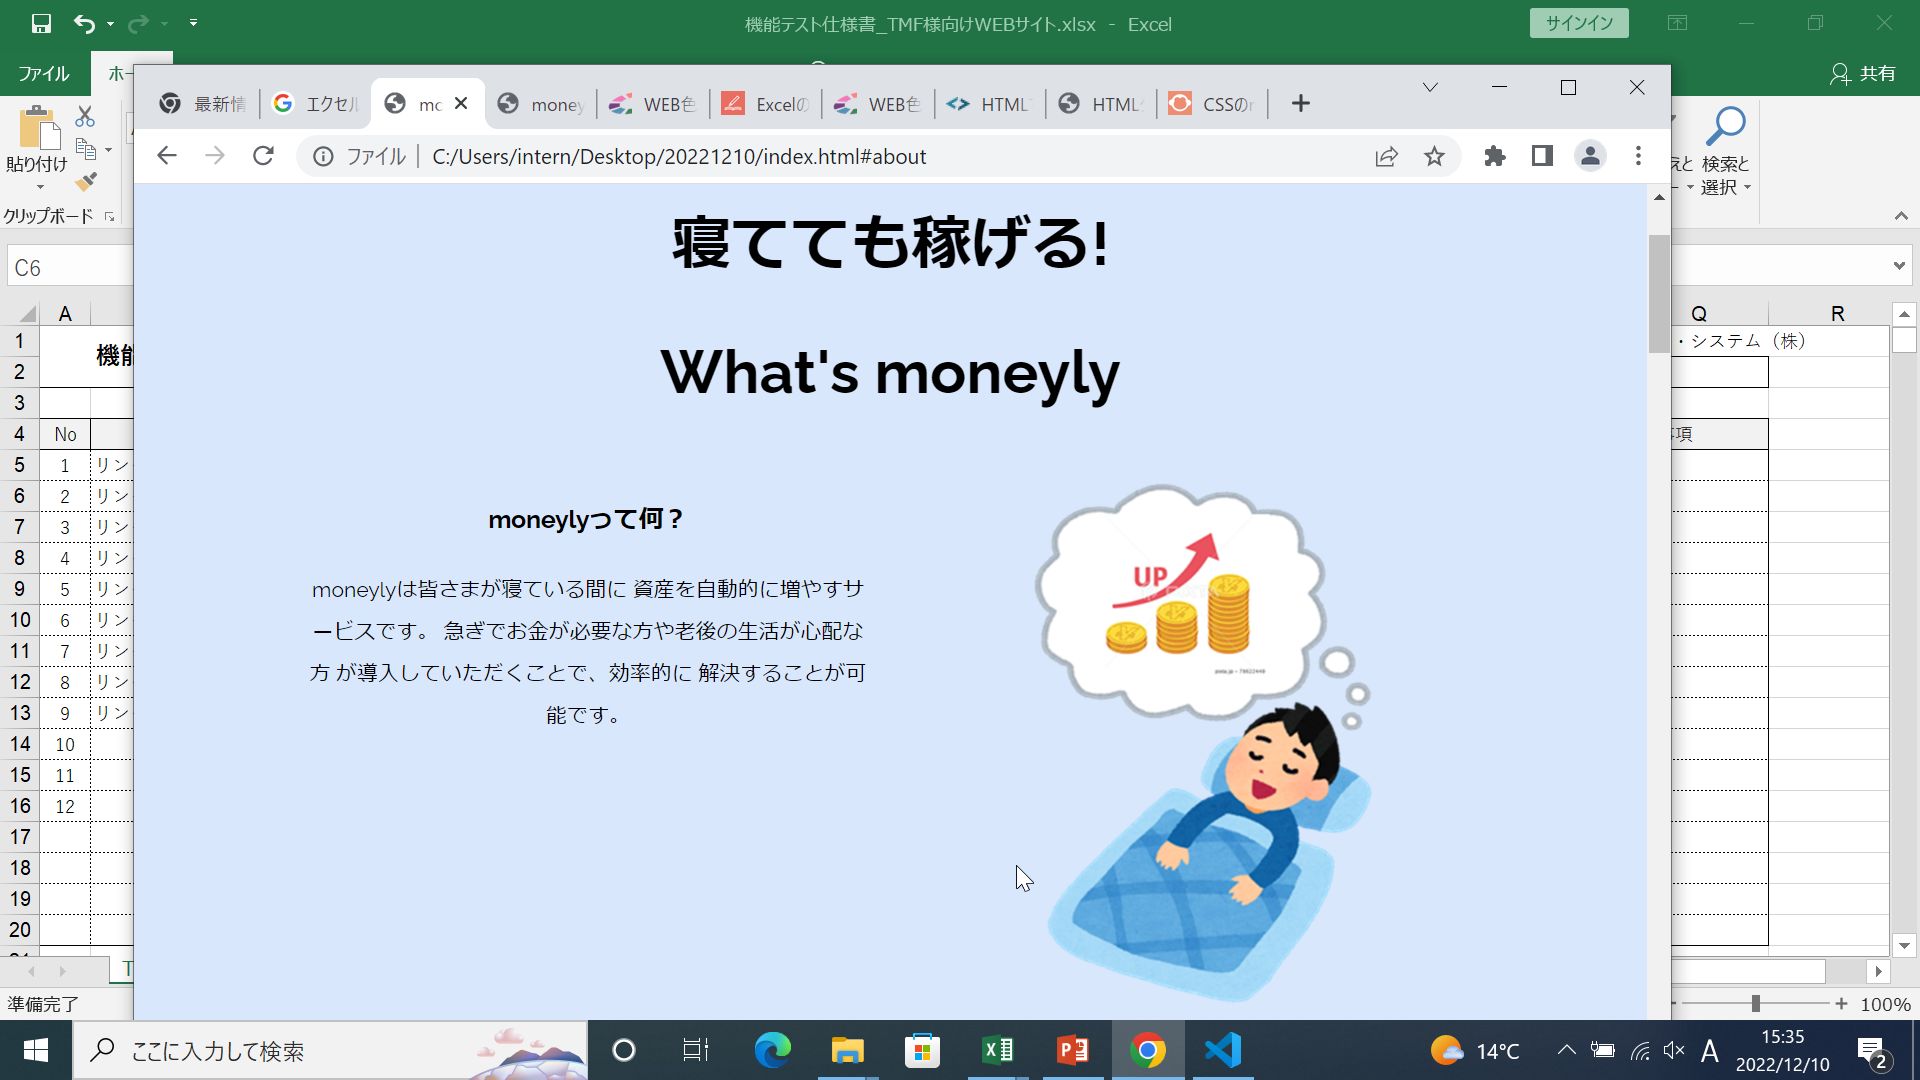 機能テスト仕様書_TMF様向けWEBサイト.xlsx - Excel
サインイン
ファイル
ホー
共有
最新情
エクセル
mc
money
WEB色
Excelの
WEB色
HTML
HTML
CSSの
ファイル | C:/Users/intern/Desktop/20221210/index.html#about
貼り付け
クリップボード
検索と
選択
C6
A
Q
R
1
機能
・システム（株）
2
3
4
No
項
5
1
リン
6
2
リン
7
3
リン
8
4
リン
9
5
リン
10
6
リン
11
7
リン
12
8
リン
13
9
リン
14
10
15
11
16
12
17
18
19
20
寝てても稼げる!
What's moneyly
moneylyって何？
moneylyは皆さまが寝ている間に 資産を自動的に増やすサ
ービスです。 急ぎでお金が必要な方や老後の生活が心配な
方 が導入していただくことで、効率的に 解決することが可
能です。
UP
T
準備完了
100%
ここに入力して検索
14°C
A
15:35
2022/12/10
2